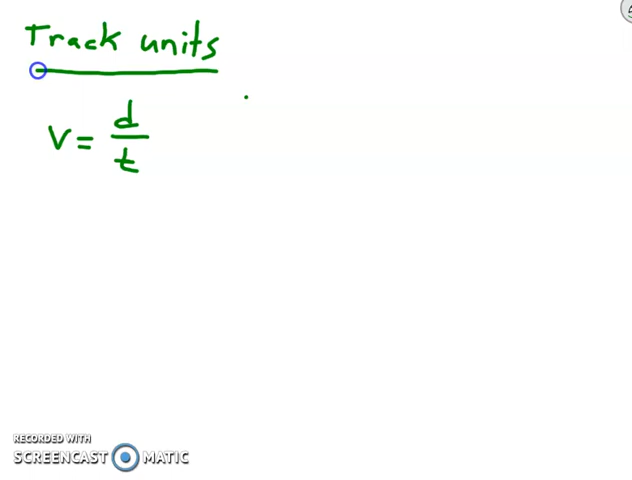 Track units
v = d/t
RECORDED WITH
SCREENCAST MATIC